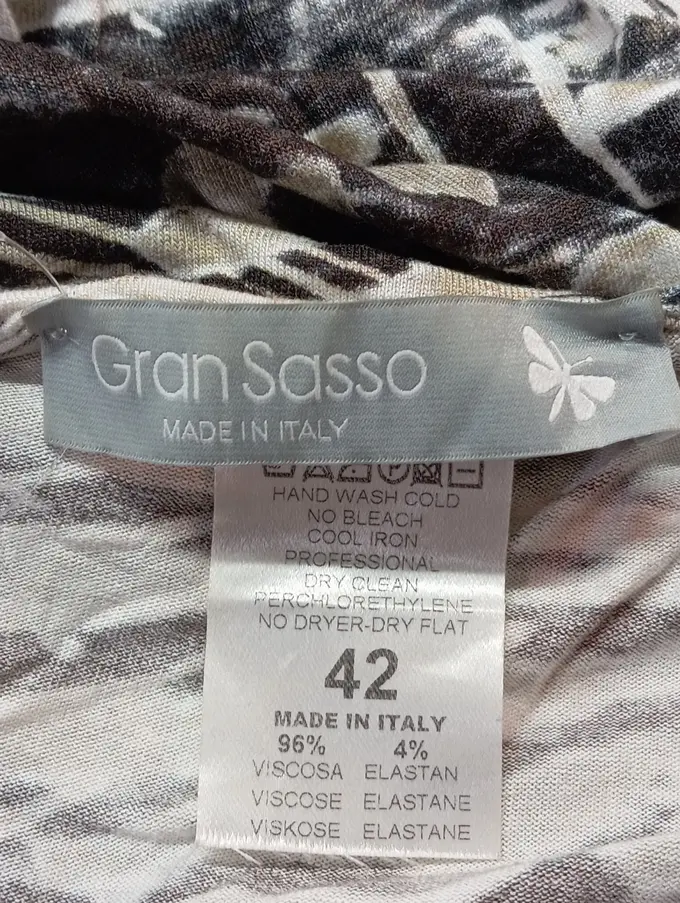 Gran Sasso
MADE IN ITALY
HAND WASH COLD
NO BLEACH
COOL IRON
PROFESSIONAL
DRY CLEAN
PERCHLORETHYLENE
NO DRYER-DRY FLAT
42
MADE IN ITALY
96% 4%
VISCOSA ELASTAN
VISCOSE ELASTANE
VISKOSE ELASTANE